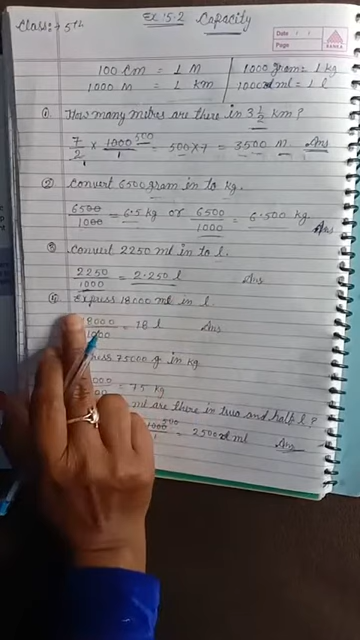 Class:→ 5th
Ex:5.2 Capacity
Date
Page
KANGAROO
100 Cm = 1 M
1000 gram = 1 kg
1000 M = 1 km
1000 ml = 1 l
① How many metres are there in 3 1/2 km?
7/2 × 1000/1 500 = 500×7 = 3500 m. Ans
② Convert 6500 gram in to kg.
6500/1000 = 6.5 kg or 6500/1000 = 6.500 kg. Ans
③ Convert 2250 ml in to l.
2250/1000 = 2.250 l Ans
④ Express 18000 ml in l.
18000/1000 = 18 l Ans
75000 g in kg
= 75 kg
ml are there in two and half l?
500 = 2500 ml Ans